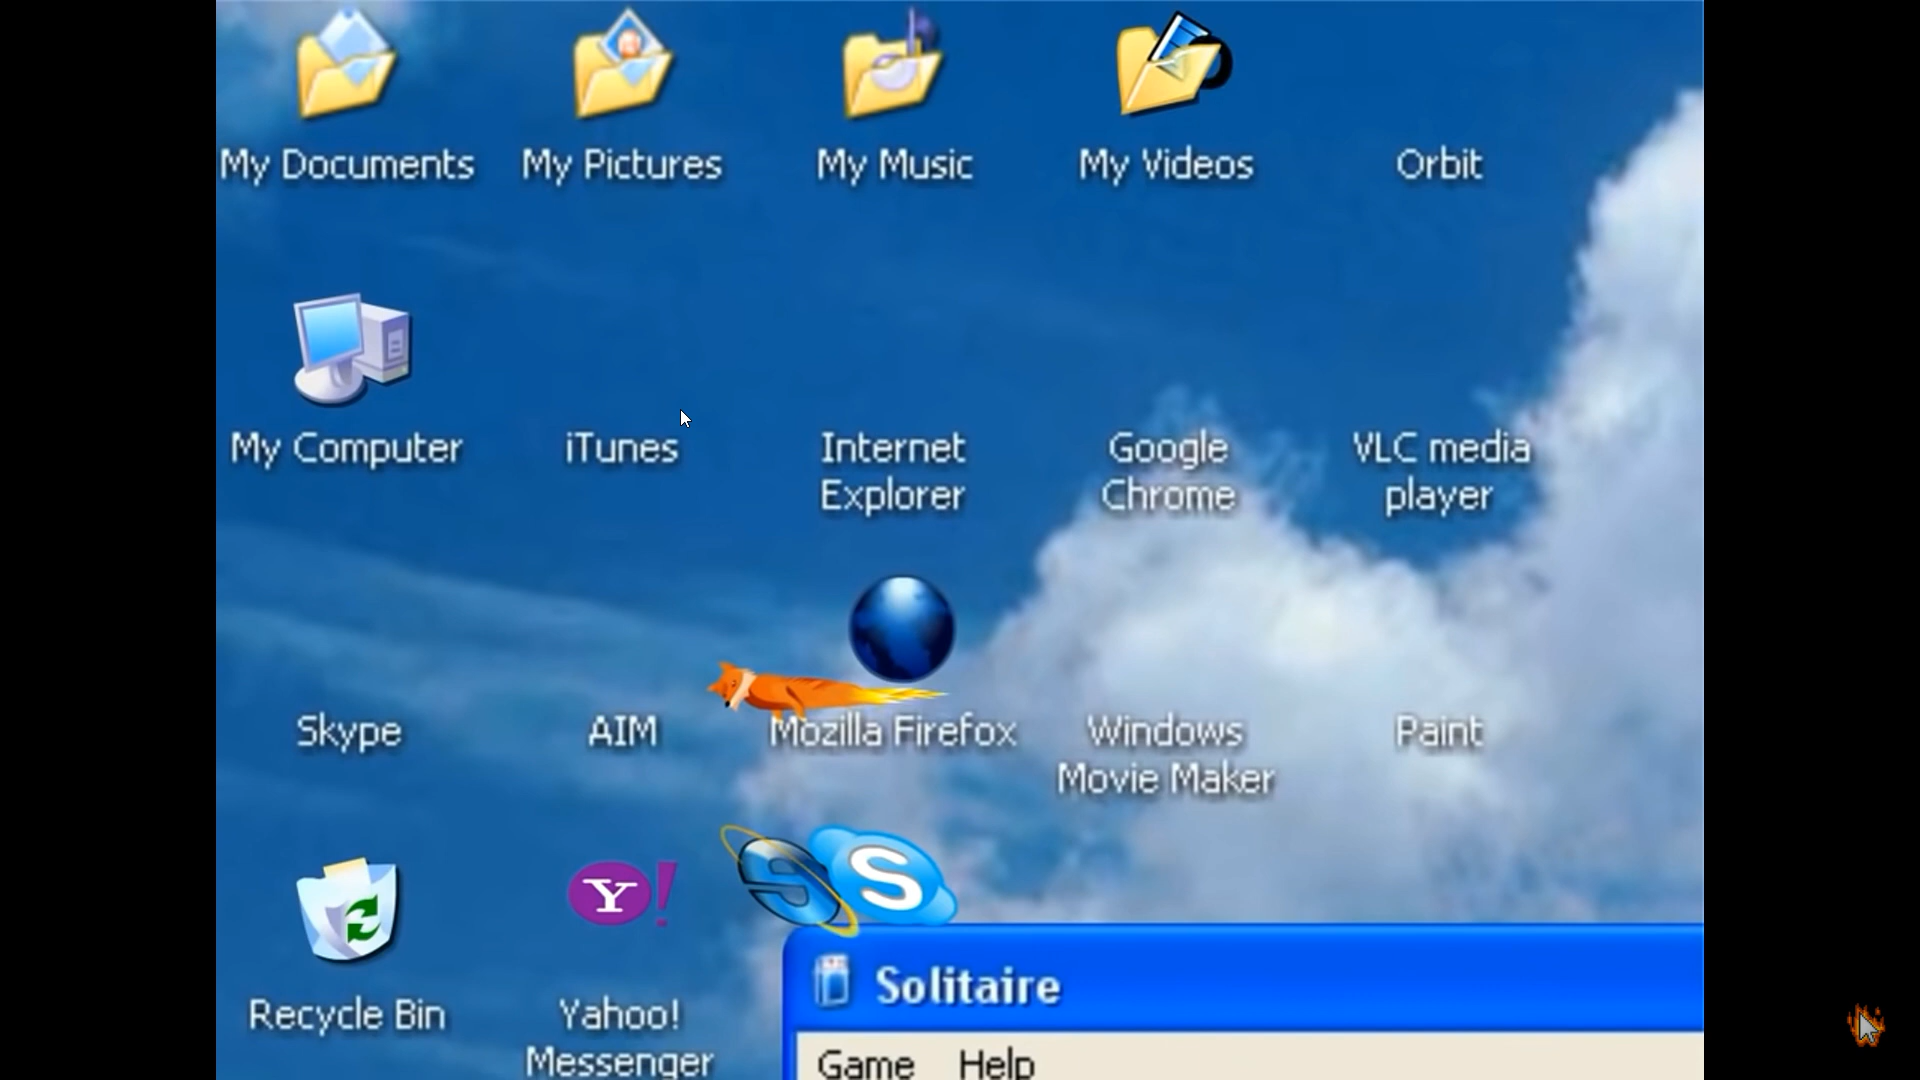 My Documents
My Pictures
My Music
My Videos
Orbit
My Computer
iTunes
Internet
Explorer
Google
Chrome
VLC media
player
Skype
AIM
Mozilla Firefox
Windows
Movie Maker
Paint
S
S
Y!
Recycle Bin
Yahoo!
Messenger
Solitaire
Game Help